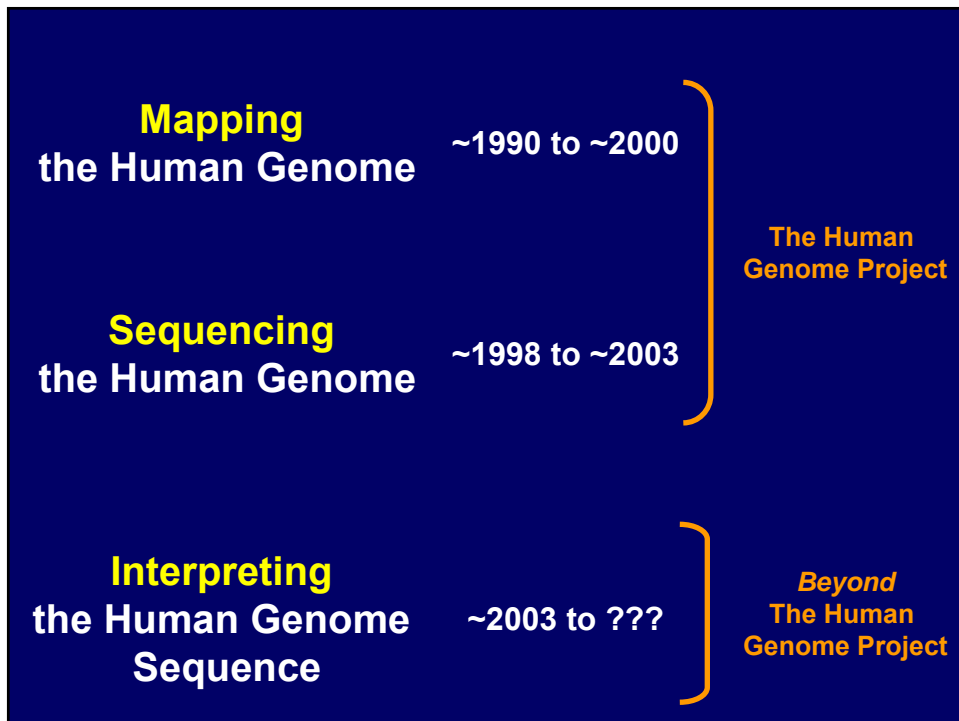 Mapping
the Human Genome
~1990 to ~2000
The Human
Genome Project
Sequencing
the Human Genome
~1998 to ~2003
Interpreting
the Human Genome
Sequence
~2003 to ???
Beyond
The Human
Genome Project